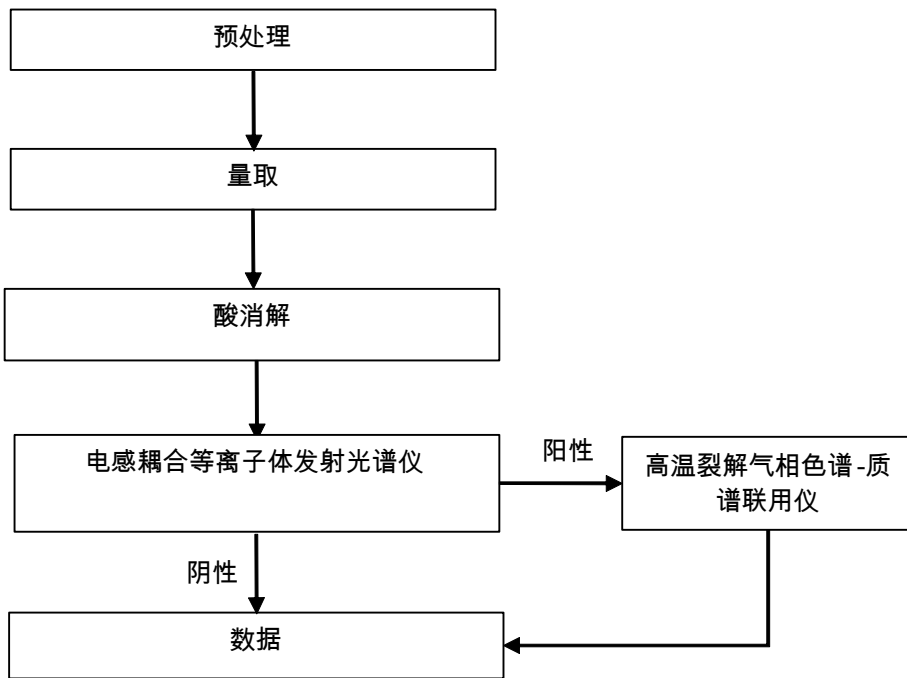 预处理
量取
酸消解
电感耦合等离子体发射光谱仪
阳性
高温裂解气相色谱-质
谱联用仪
阴性
数据